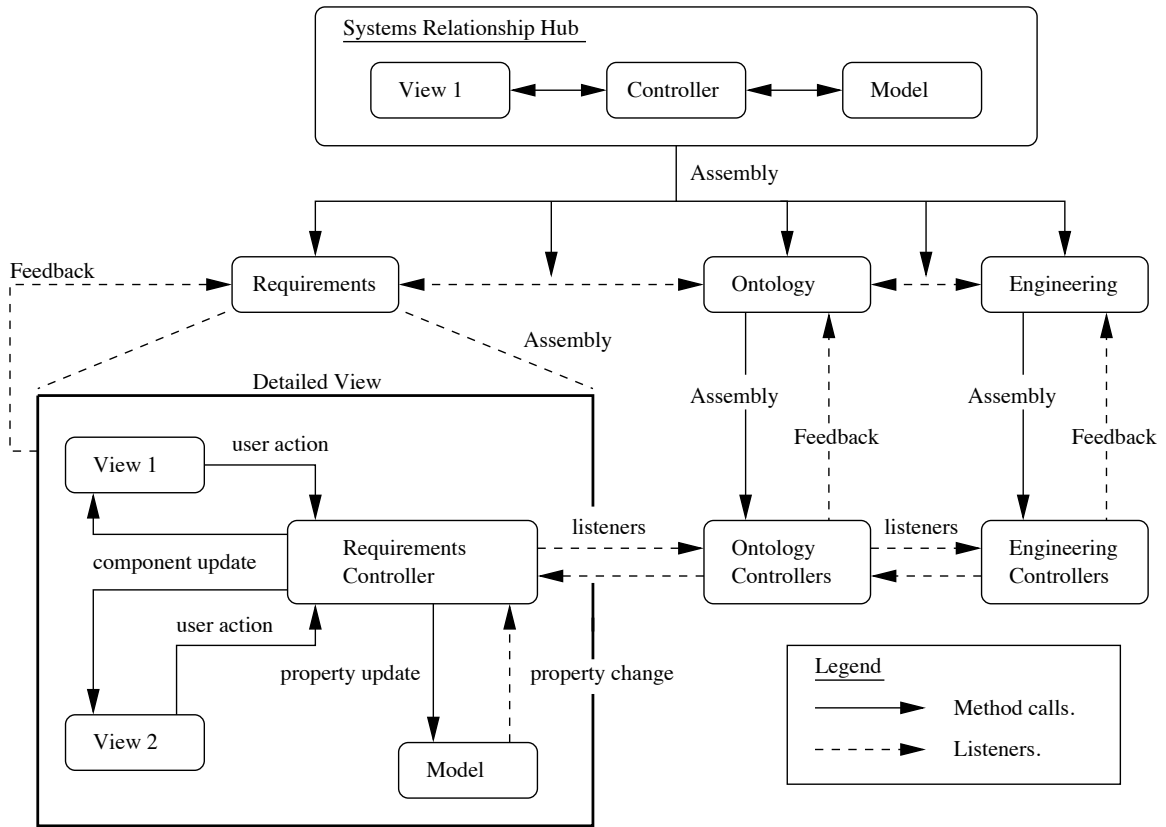 Systems Relationship Hub
View 1
Controller
Model
Assembly
Feedback
Requirements
Ontology
Engineering
Assembly
Detailed View
Assembly
Feedback
Assembly
Feedback
View 1
user action
component update
Requirements
Controller
listeners
Ontology
Controllers
listeners
Engineering
Controllers
user action
property update
property change
View 2
Model
Legend
Method calls.
Listeners.